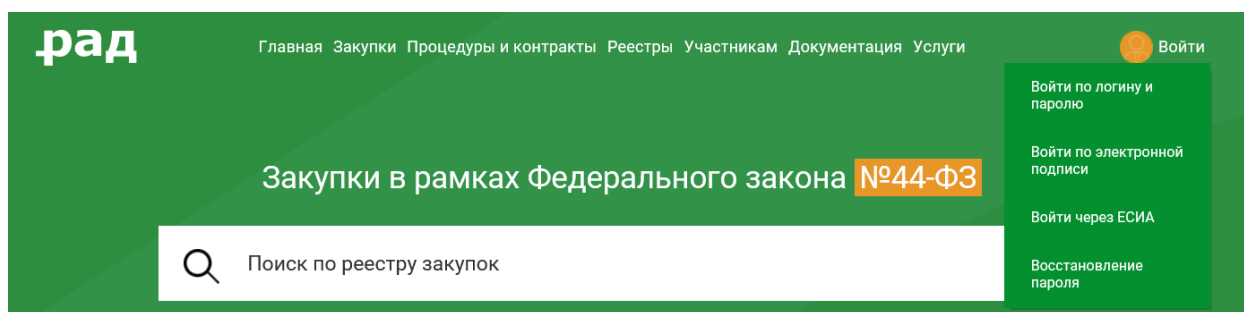 .рад
Главная Закупки Процедуры и контракты Реестры Участникам Документация Услуги
Войти
Войти по логину и
паролю
Войти по электронной
подписи
Войти через ЕСИА
Восстановление
пароля
Закупки в рамках Федерального закона №44-ФЗ
Поиск по реестру закупок